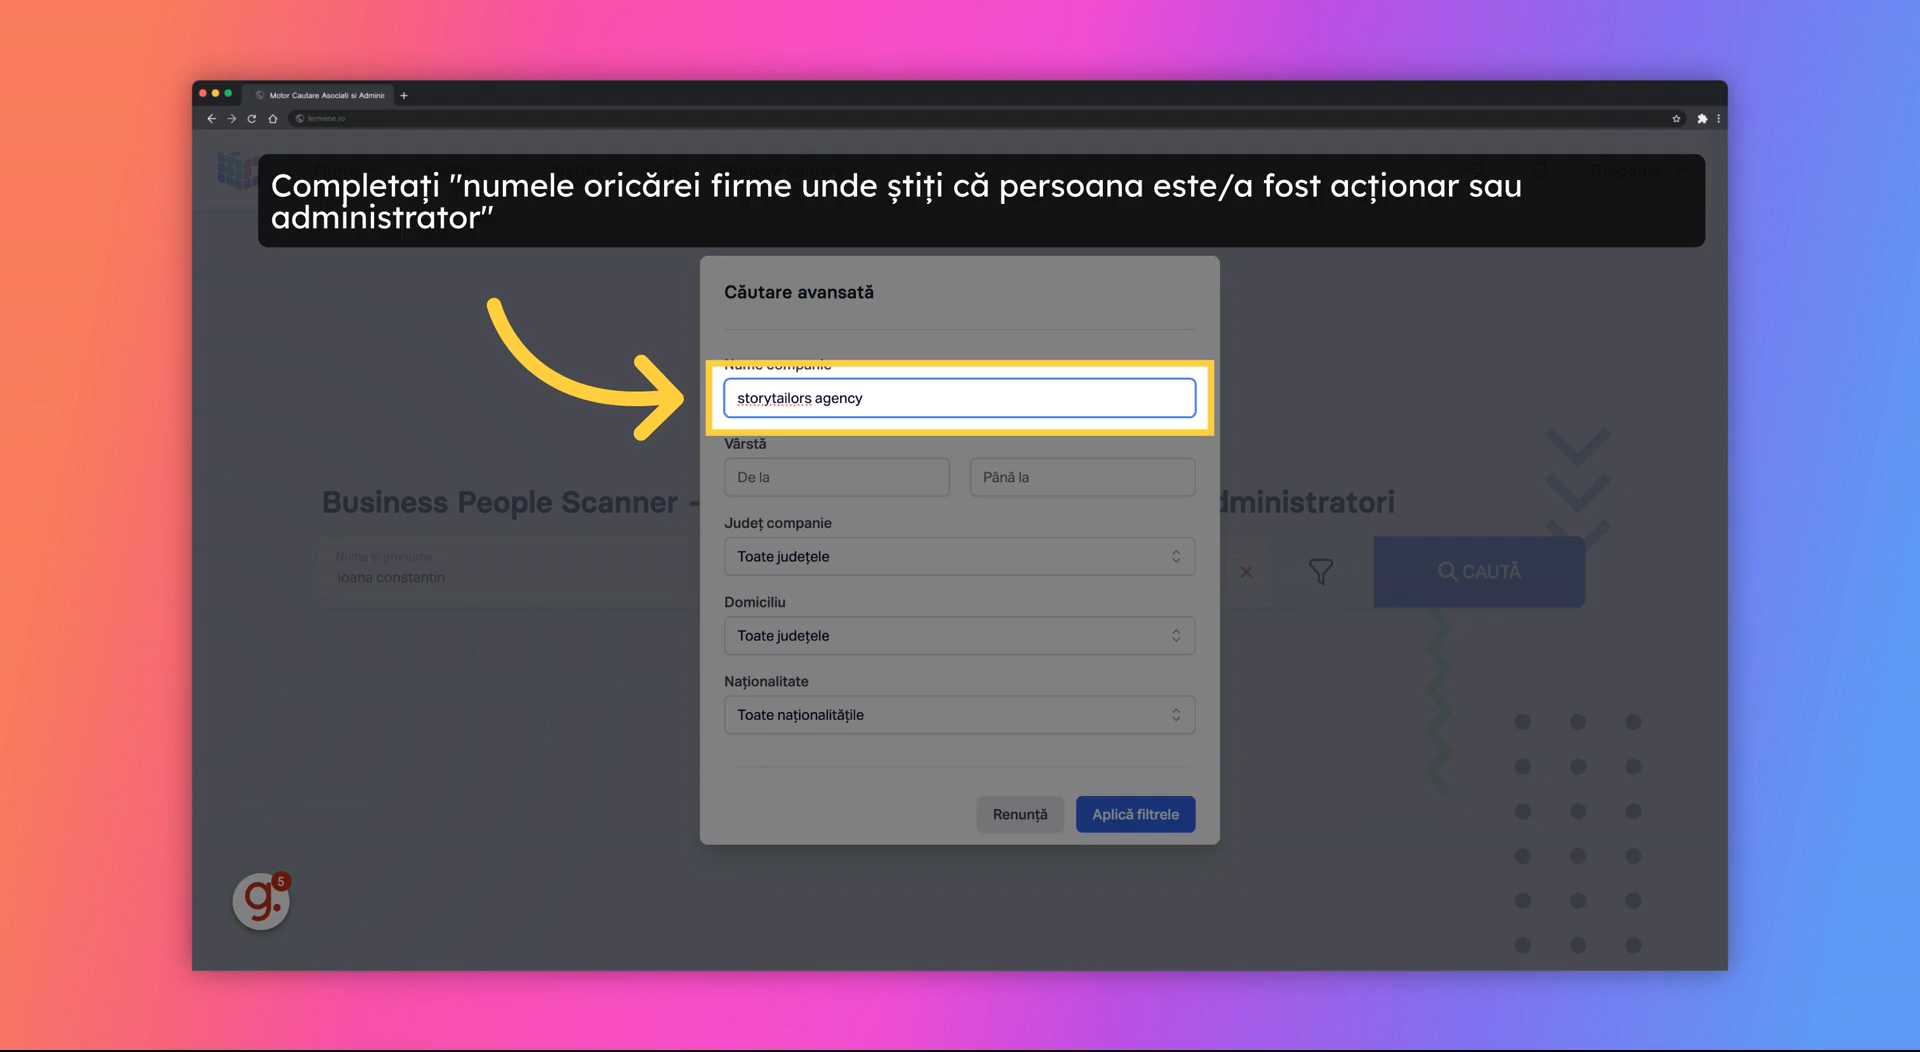 Motor Cautare Asociati si Adminis
termene.ro
Completați "numele oricărei firme unde știți că persoana este/a fost acționar sau
administrator"
Căutare avansată
Nume companie
storytailors agency
Vârstă
De la
Până la
Business People Scanner -
dministratori
Județ companie
Toate județele
Nume și prenume
ioana constantin
CAUTĂ
Domiciliu
Toate județele
Naționalitate
Toate naționalitățile
Renunță
Aplică filtrele
g.
5